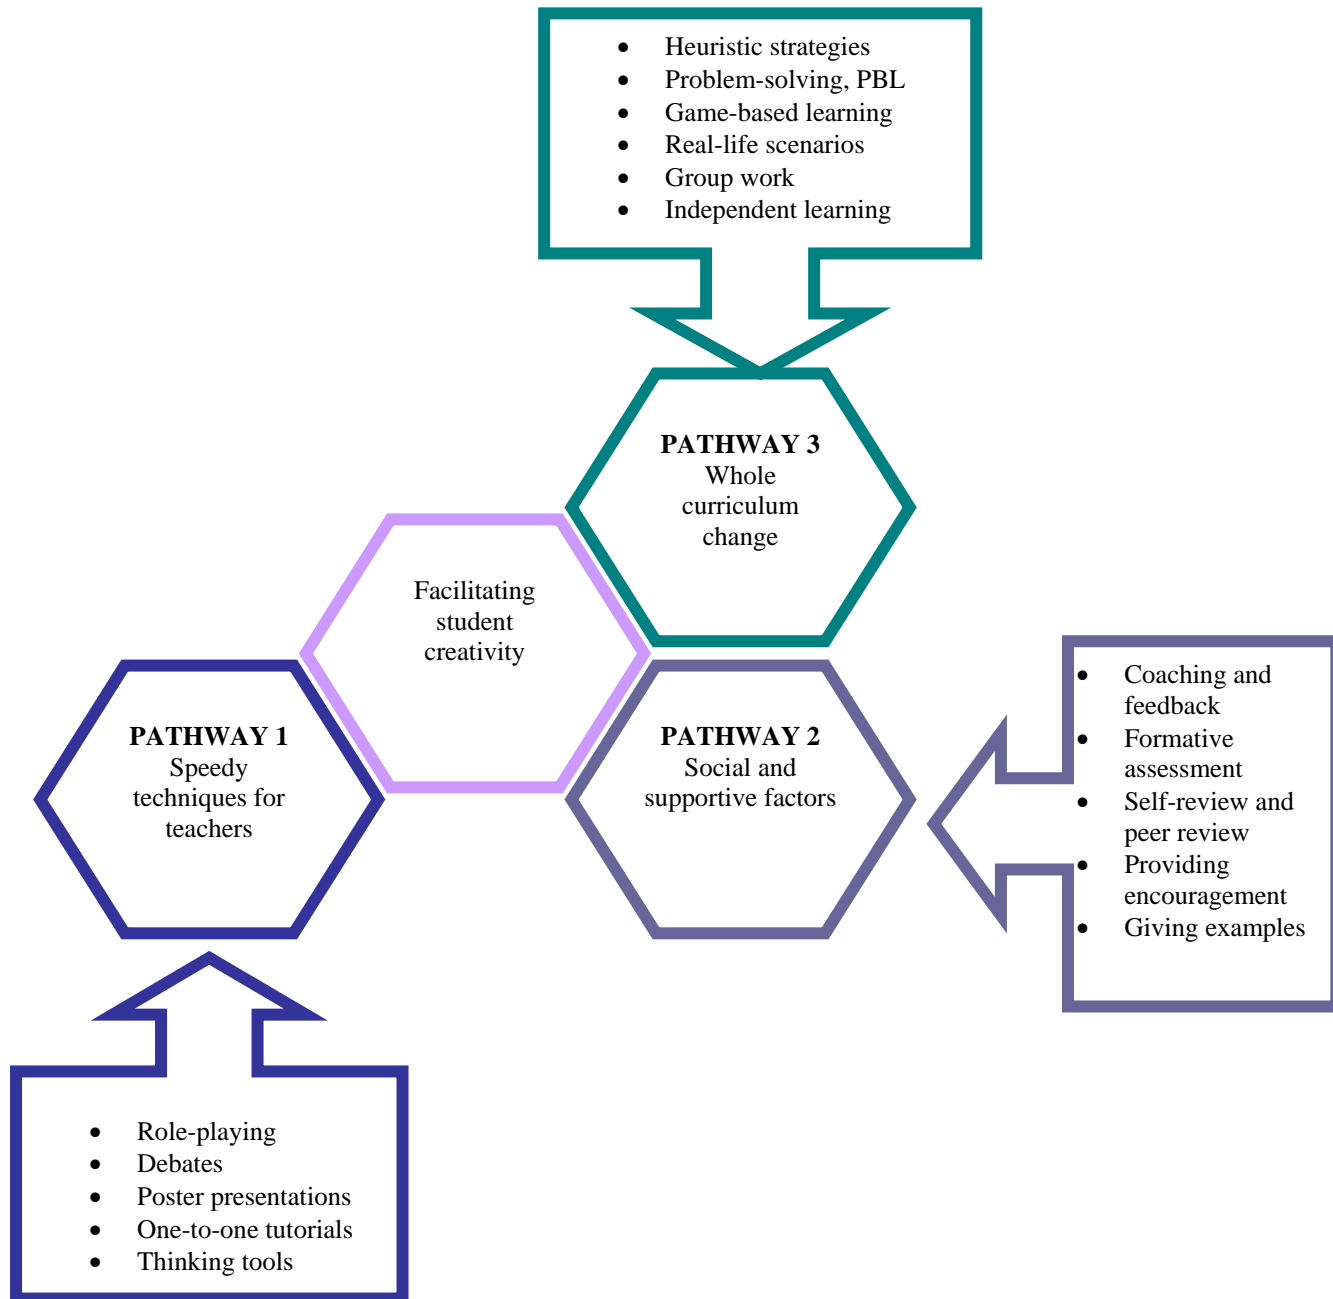 • Heuristic strategies
• Problem-solving, PBL
• Game-based learning
• Real-life scenarios
• Group work
• Independent learning
PATHWAY 3
Whole
curriculum
change
Facilitating
student
creativity
PATHWAY 1
Speedy
techniques for
teachers
PATHWAY 2
Social and
supportive factors
• Coaching and
feedback
• Formative
assessment
• Self-review and
peer review
• Providing
encouragement
• Giving examples
• Role-playing
• Debates
• Poster presentations
• One-to-one tutorials
• Thinking tools